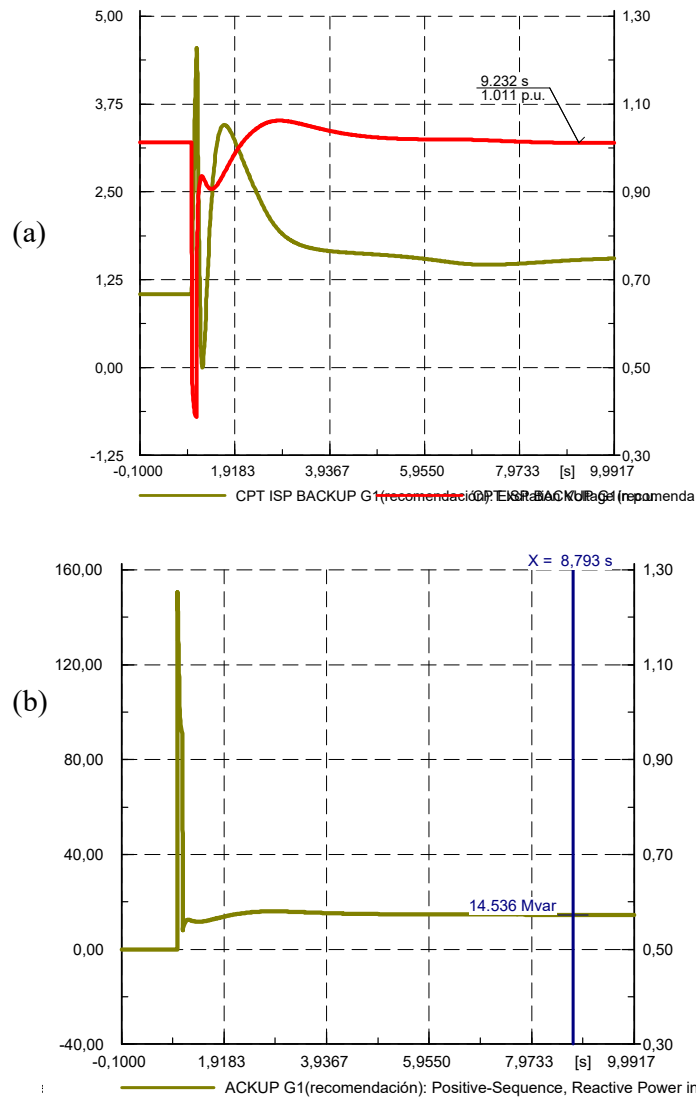 5,00 1,30
3,75 1,10
9.232 s
1.011 p.u.
2,50 0,90
(a)
1,25 0,70
0,00 0,50
-1,25 0,30
-0,1000 1,9183 3,9367 5,9550 7,9733 [s] 9,9917
CPT ISP BACKUP G1(recomendación):
X = 8,793 s
160,00 1,30
120,00 1,10
(b)
80,00 0,90
40,00 0,70
14.536 Mvar
0,00 0,50
-40,00 0,30
-0,1000 1,9183 3,9367 5,9550 7,9733 [s] 9,9917
ACKUP G1(recomendación): Positive-Sequence, Reactive Power in